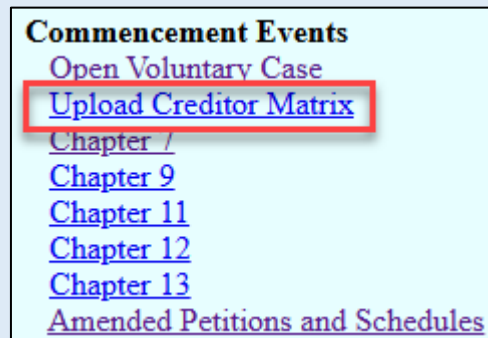 Commencement Events
Open Voluntary Case
Upload Creditor Matrix
Chapter 7
Chapter 9
Chapter 11
Chapter 12
Chapter 13
Amended Petitions and Schedules